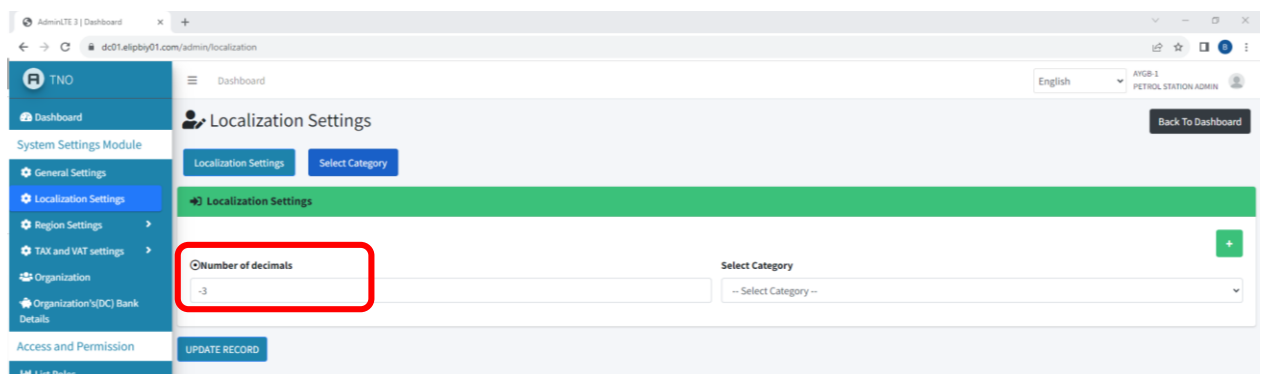 AdminLTE 3 | Dashboard
dc01.elipbiy01.com/admin/localization
B
TNO
Dashboard
English
AYGB-1
PETROL STATION ADMIN
Dashboard
System Settings Module
General Settings
Localization Settings
Region Settings
TAX and VAT settings
Organization
Organization's(DC) Bank
Details
Access and Permission
Localization Settings
Back To Dashboard
Localization Settings
Select Category
Localization Settings
+
Number of decimals
Select Category
-3
-- Select Category --
UPDATE RECORD